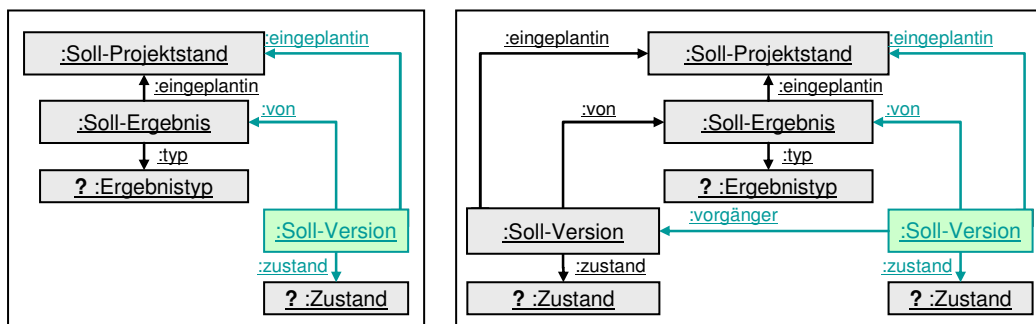 :eingeplantin
:Soll-Projektstand
:eingeplantin
:von
:Soll-Ergebnis
:typ
? :Ergebnistyp
:Soll-Version
:zustand
? :Zustand
:eingeplantin
:eingeplantin
:Soll-Projektstand
:eingeplantin
:von
:von
:Soll-Ergebnis
:typ
? :Ergebnistyp
:vorgänger
:Soll-Version
:Soll-Version
:zustand
:zustand
? :Zustand
? :Zustand